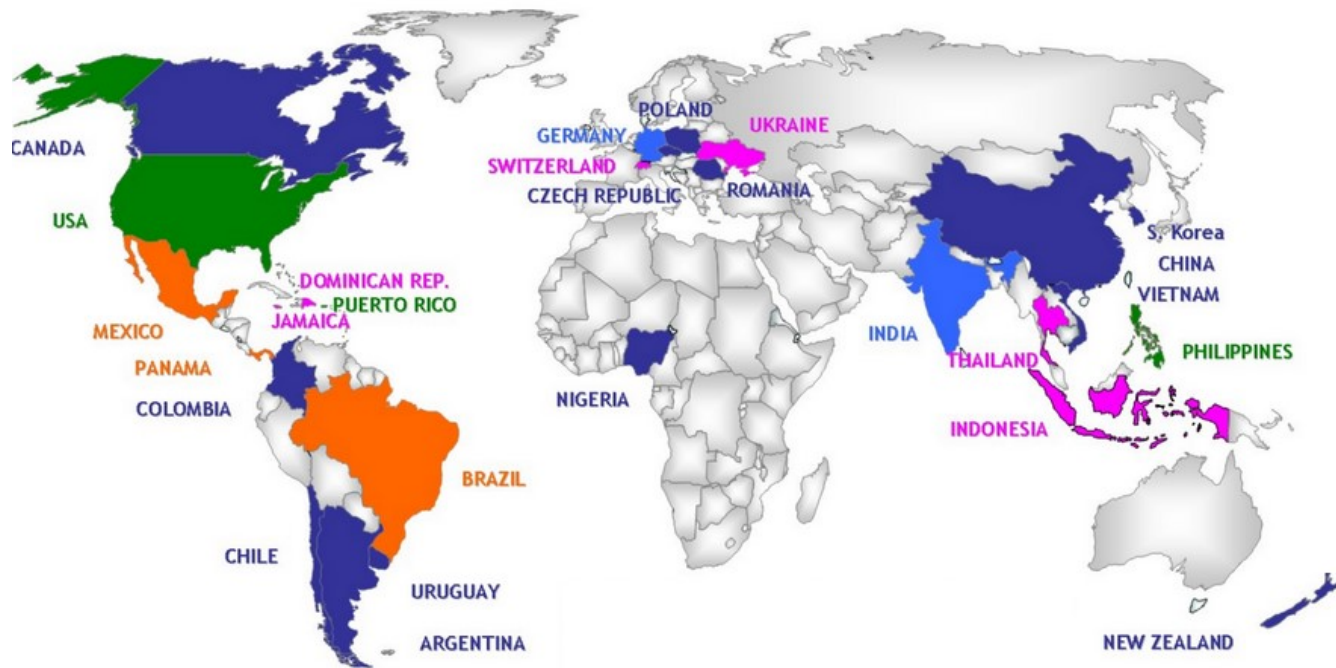 POLAND
UKRAINE
GERMANY
CANADA
SWITZERLAND
CZECH REPUBLIC
ROMANIA
USA
S. Korea
CHINA
DOMINICAN REP.
PUERTO RICO
VIETNAM
JAMAICA
MEXICO
INDIA
PHILIPPINES
THAILAND
PANAMA
NIGERIA
COLOMBIA
INDONESIA
BRAZIL
CHILE
URUGUAY
ARGENTINA
NEW ZEALAND